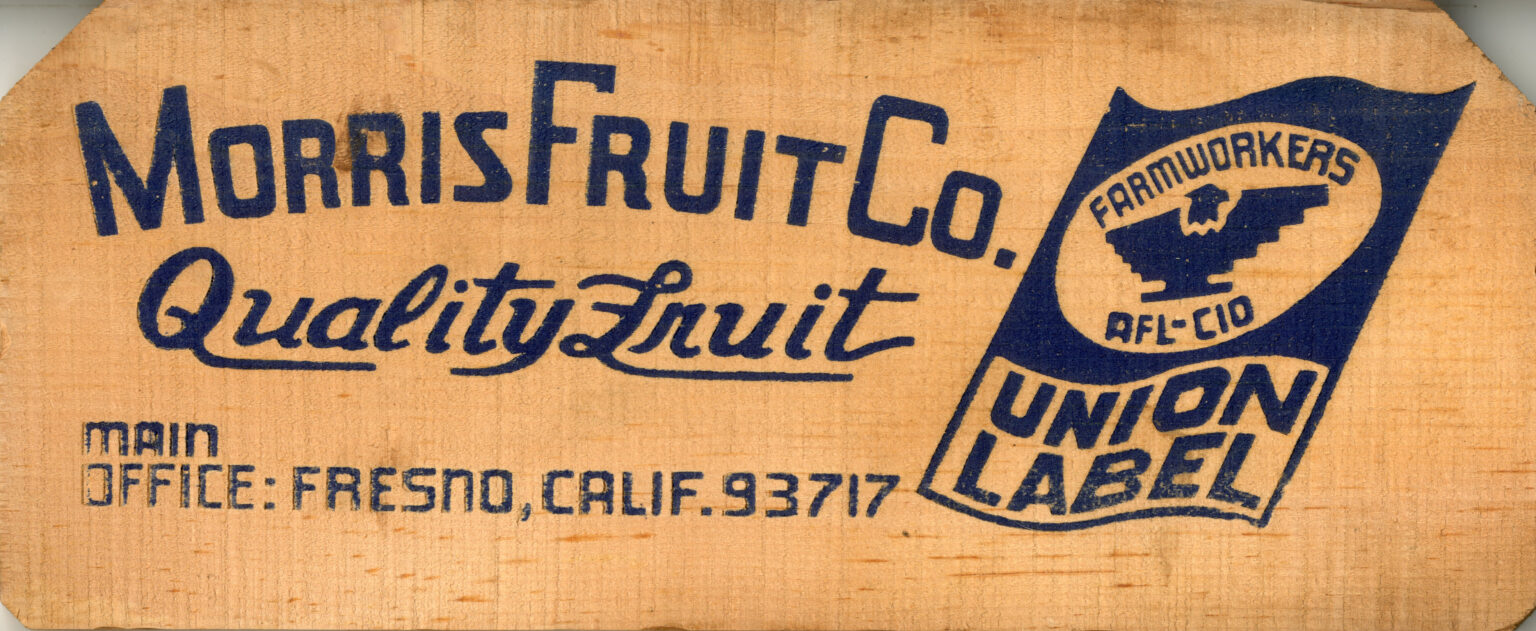 MORRIS FRUIT CO.
Quality Fruit
MAIN
OFFICE: FRESNO, CALIF. 93717
FARMWORKERS
AFL-CIO
UNION
LABEL